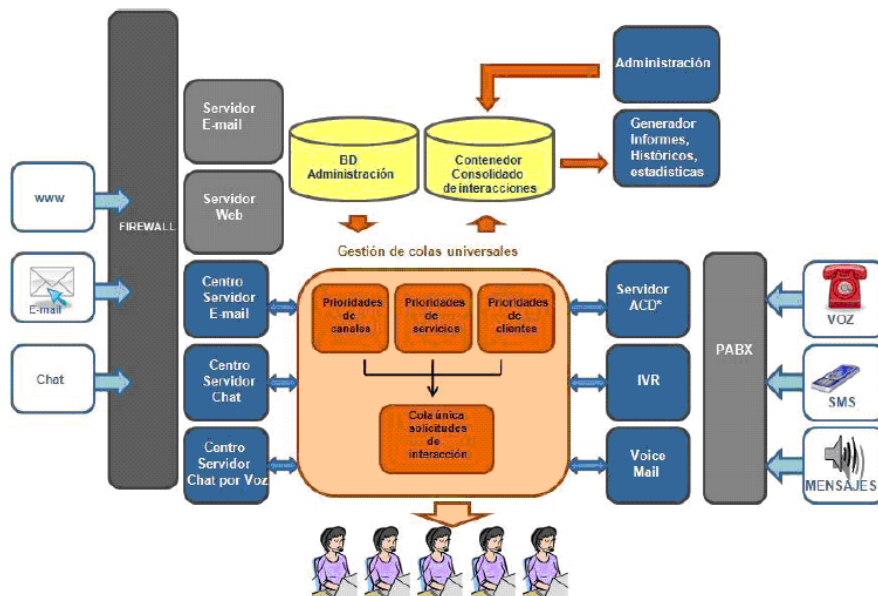 www
E-mail
Chat
FIREWALL
Servidor
E-mail
Servidor
Web
Centro
Servidor
E-mail
Centro
Servidor
Chat
Centro
Servidor
Chat por Voz
BD
Administración
Contenedor
Consolidado
de interacciones
Administración
Generador
Informes,
Históricos,
estadísticas
Gestión de colas universales
Prioridades
de
canales
Prioridades
de
servicios
Prioridades
de
clientes
Cola única
solicitudes
de
interacción
Servidor
ACD*
IVR
Voice
Mail
PABX
VOZ
SMS
MENSAJES